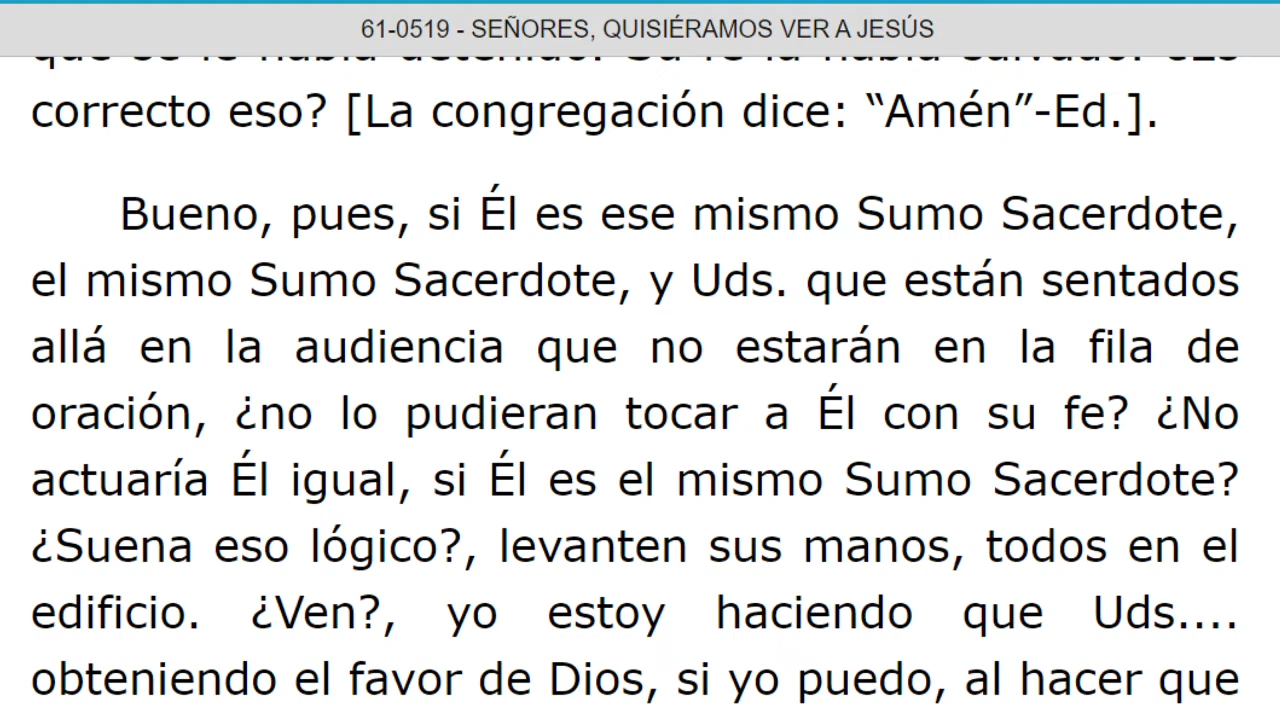 61-0519 - SEÑORES, QUISIÉRAMOS VER A JESÚS
correcto eso? [La congregación dice: “Amén”-Ed.].
Bueno, pues, si Él es ese mismo Sumo Sacerdote,
el mismo Sumo Sacerdote, y Uds. que están sentados
allá en la audiencia que no estarán en la fila de
oración, ¿no lo pudieran tocar a Él con su fe? ¿No
actuaría Él igual, si Él es el mismo Sumo Sacerdote?
¿Suena eso lógico?, levanten sus manos, todos en el
edificio. ¿Ven?, yo estoy haciendo que Uds....
obteniendo el favor de Dios, si yo puedo, al hacer que